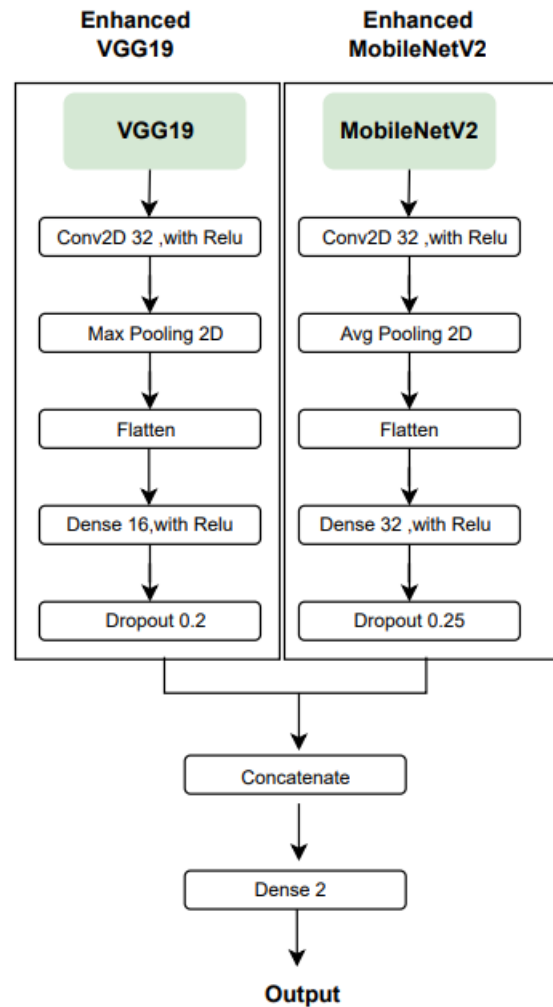 Enhanced
VGG19
Enhanced
MobileNetV2
VGG19
Conv2D 32 ,with Relu
Max Pooling 2D
Flatten
Dense 16,with Relu
Dropout 0.2
MobileNetV2
Conv2D 32 ,with Relu
Avg Pooling 2D
Flatten
Dense 32 ,with Relu
Dropout 0.25
Concatenate
Dense 2
Output